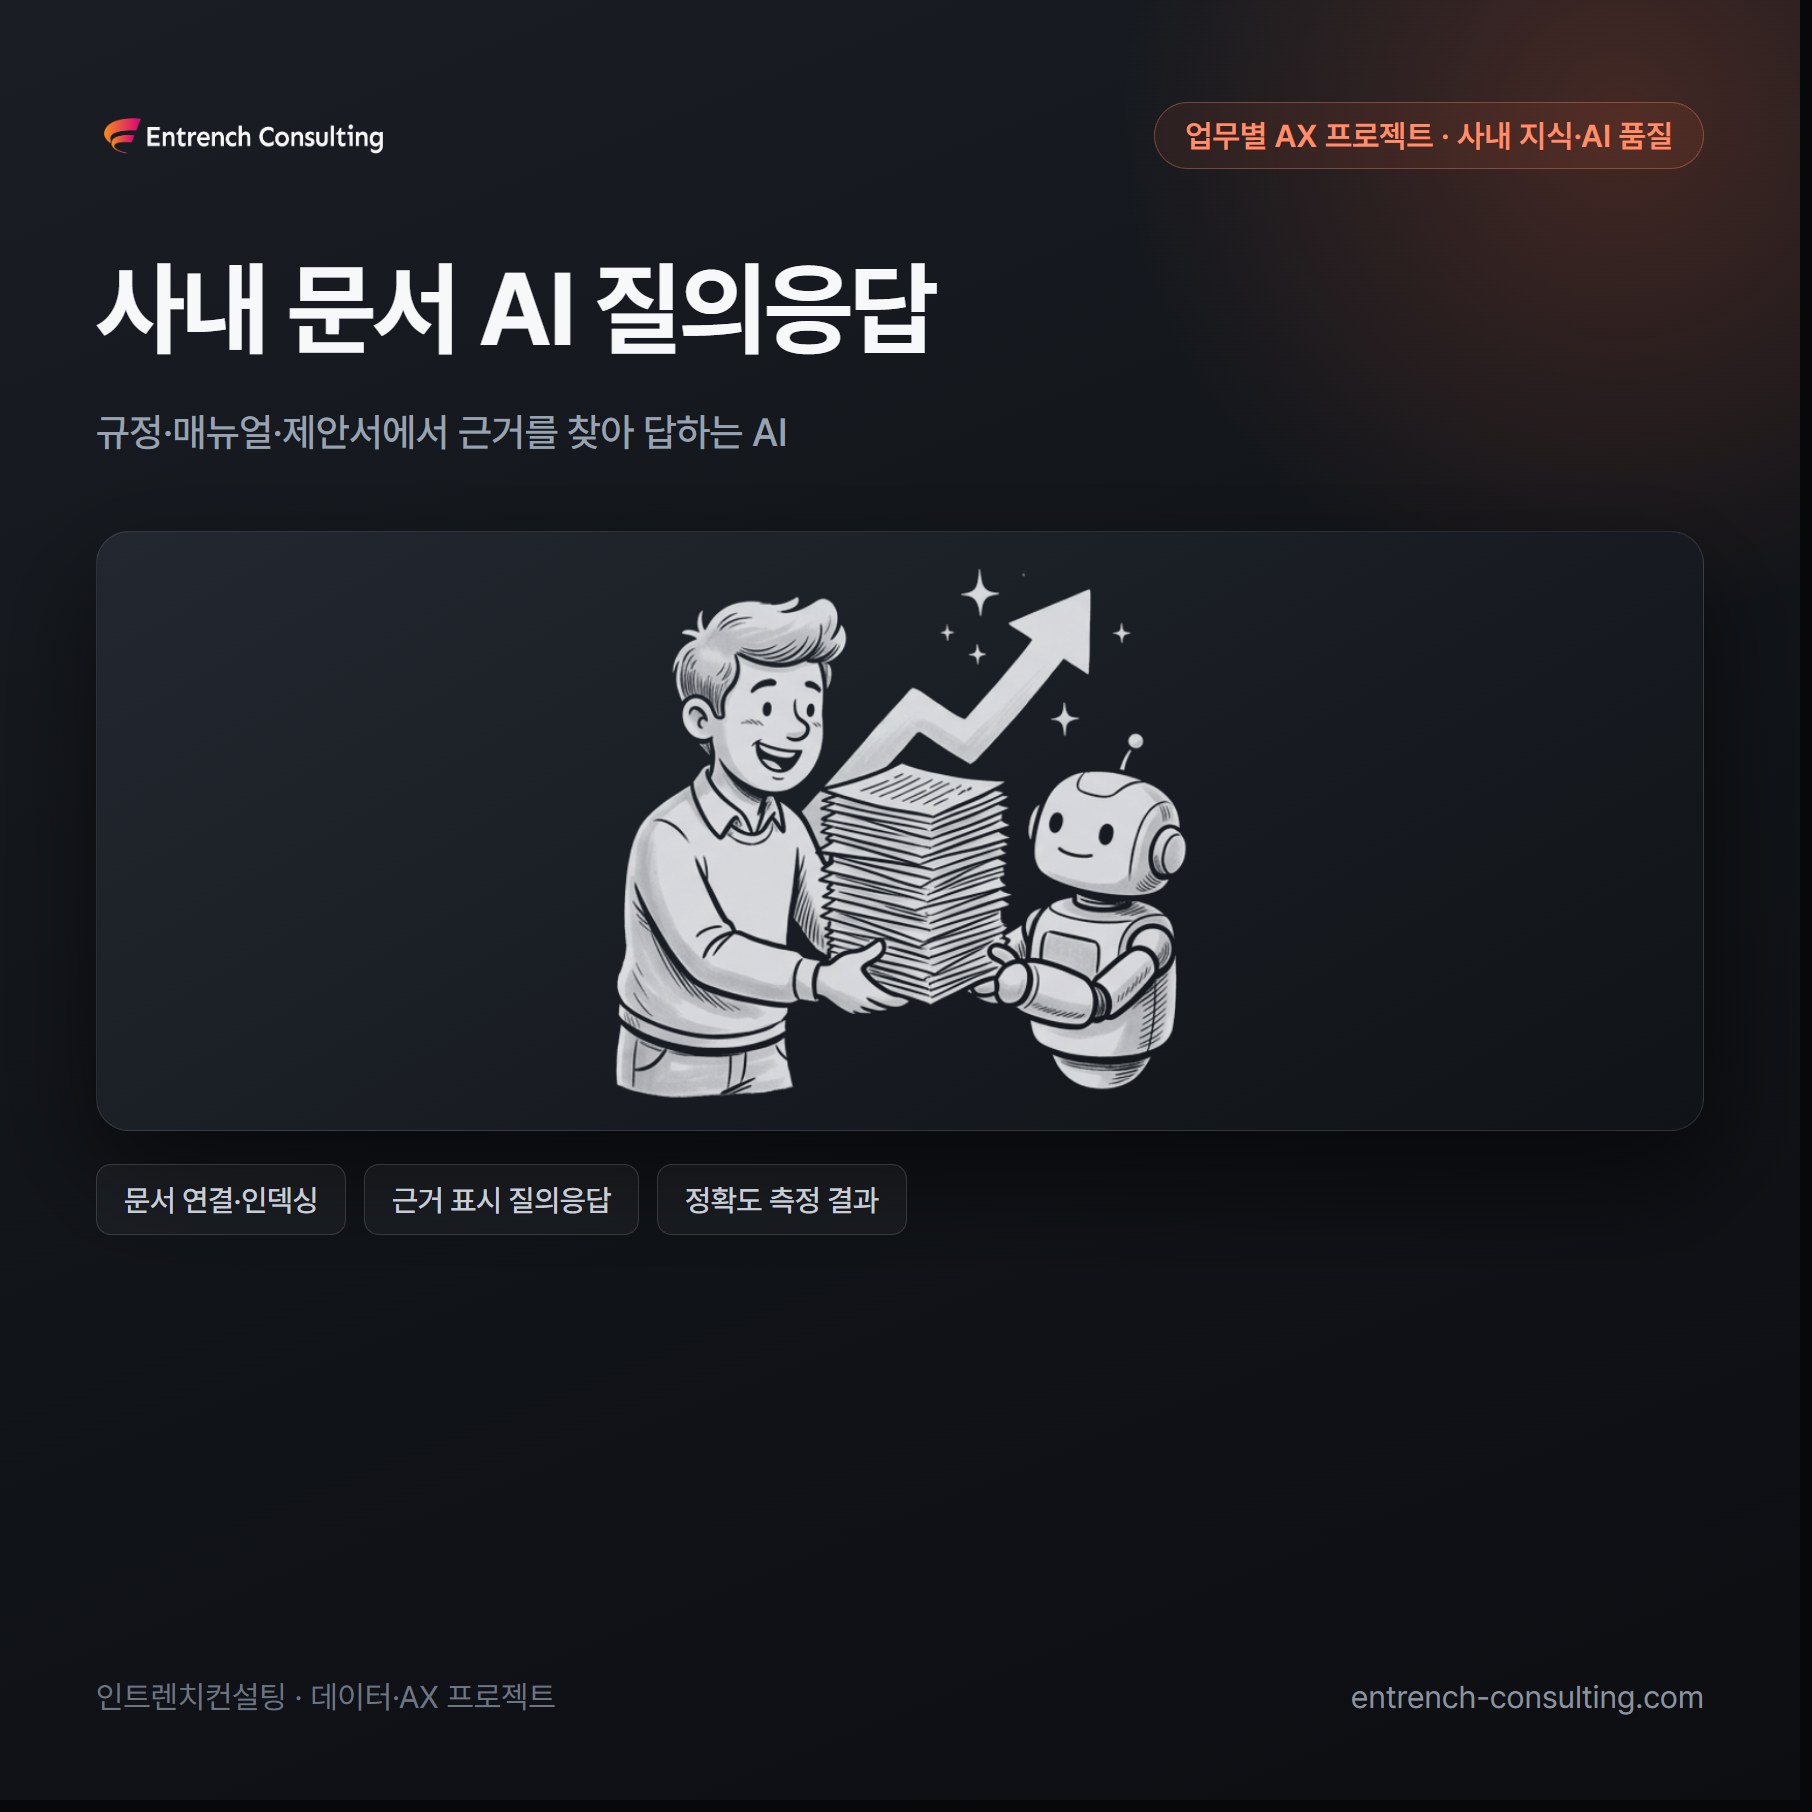 Entrench Consulting
업무별 AX 프로젝트 · 사내 지식·AI 품질
사내 문서 AI 질의응답
규정·매뉴얼·제안서에서 근거를 찾아 답하는 AI
문서 연결·인덱싱
근거 표시 질의응답
정확도 측정 결과
인트렌치컨설팅 · 데이터·AX 프로젝트
entrench-consulting.com